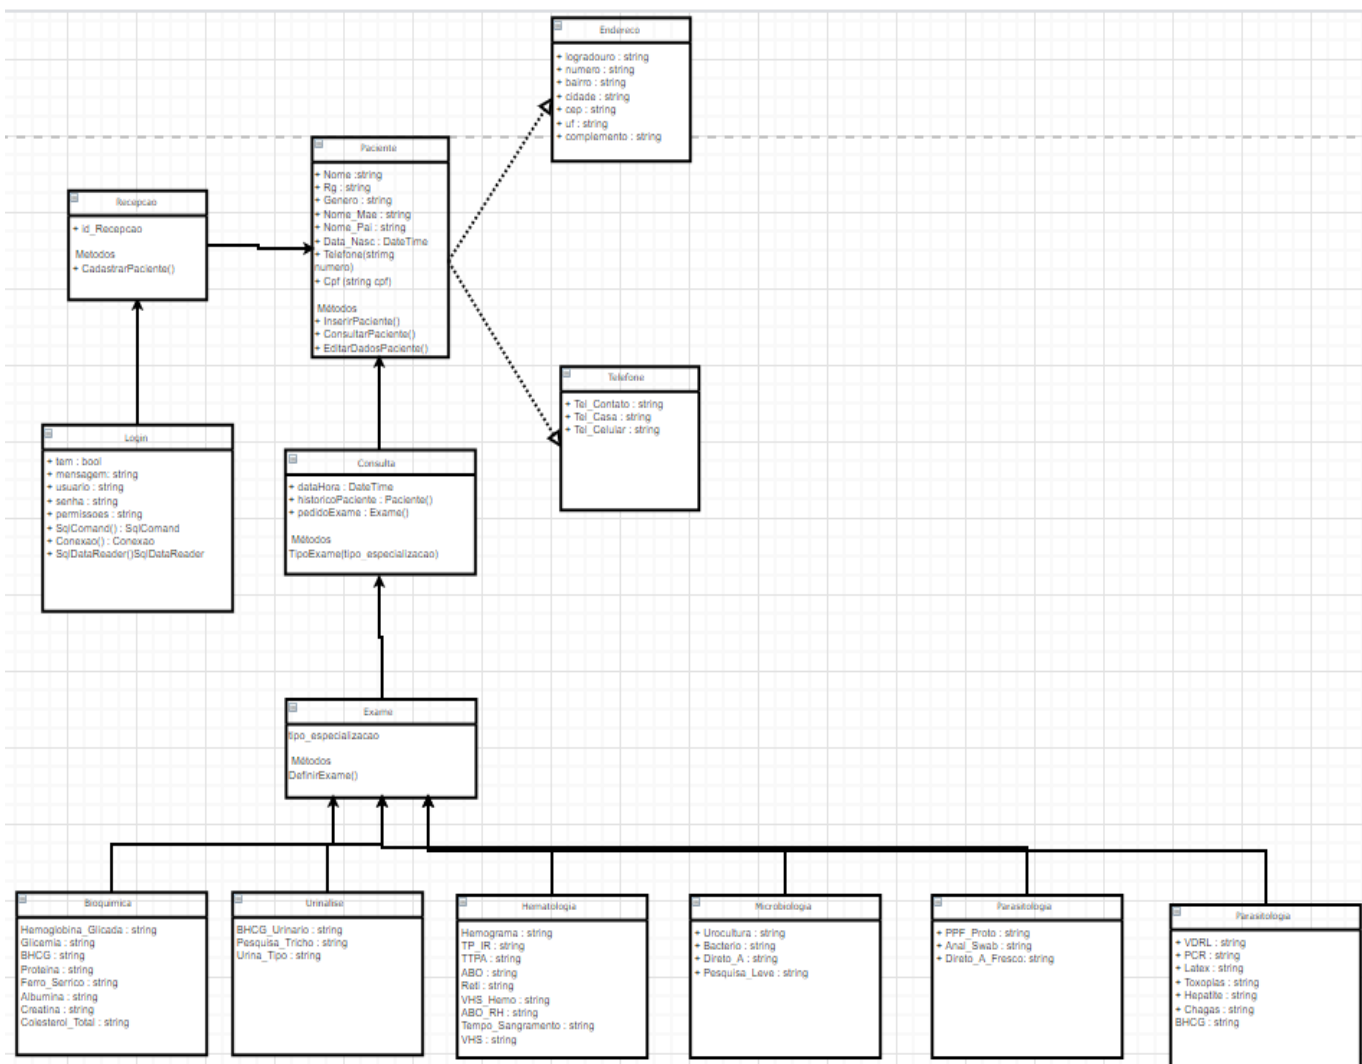 Endereco
+ logradouro : string
+ numero : string
+ bairro : string
+ cidade : string
+ cep : string
+ uf : string
+ complemento : string
Paciente
+ Nome :string
+ Rg : string
+ Genero : string
+ Nome_Mae : string
+ Nome_Pai : string
+ Data_Nasc : DateTime
+ Telefone(strimg
numero)
+ Cpf (string cpf)
Métodos
+ InserirPaciente()
+ ConsultarPaciente()
+ EditarDadosPaciente()
Recepcao
+ id_Recepcao
Metodos
+ CadastrarPaciente()
Telefone
+ Tel_Contato : string
+ Tel_Casa : string
+ Tel_Celular : string
Login
+ tem : bool
+ mensagem: string
+ usuario : string
+ senha : string
+ permissoes : string
+ SqlComand() : SqlComand
+ Conexao() : Conexao
+ SqlDataReader()SqlDataReader
Consulta
+ dataHora : DateTime
+ historicoPaciente : Paciente()
+ pedidoExame : Exame()
Métodos
TipoExame(tipo_especializacao)
Exame
tipo_especializacao
Métodos
DefinirExame()
Bioquimica
Hemoglobina_Glicada : string
Glicemia : string
BHCG : string
Proteina : string
Ferro_Serrico : string
Albumina : string
Creatina : string
Colesterol_Total : string
Urinalise
BHCG_Urinario : string
Pesquisa_Tricho : string
Urina_Tipo : string
Hematologia
Hemograma : string
TP_IR : string
TTPA : string
ABO : string
Reti : string
VHS_Hemo : string
ABO_RH : string
Tempo_Sangramento : string
VHS : string
Microbiologia
+ Urocultura : string
+ Bacterio : string
+ Direto_A : string
+ Pesquisa_Leve : string
Parasitologia
+ PPF_Proto : string
+ Anal_Swab : string
+ Direto_A_Fresco: string
Parasitologia
+ VDRL : string
+ PCR : string
+ Latex : string
+ Toxoplas : string
+ Hepatite : string
+ Chagas : string
BHCG : string